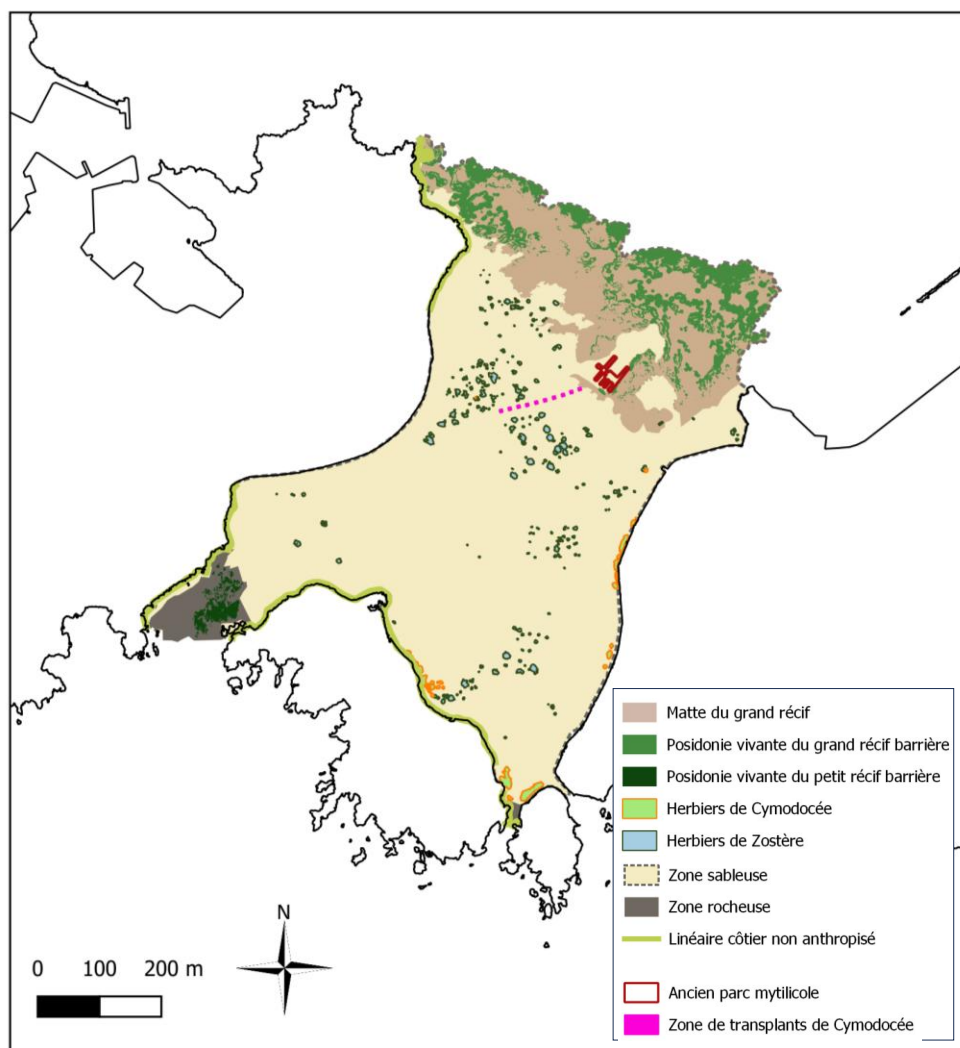 N
0 100 200 m
Matte du grand récif
Posidonie vivante du grand récif barrière
Posidonie vivante du petit récif barrière
Herbiers de Cymodocée
Herbiers de Zostère
Zone sableuse
Zone rocheuse
Linéaire côtier non anthropisé
Ancien parc mytilicole
Zone de transplants de Cymodocée